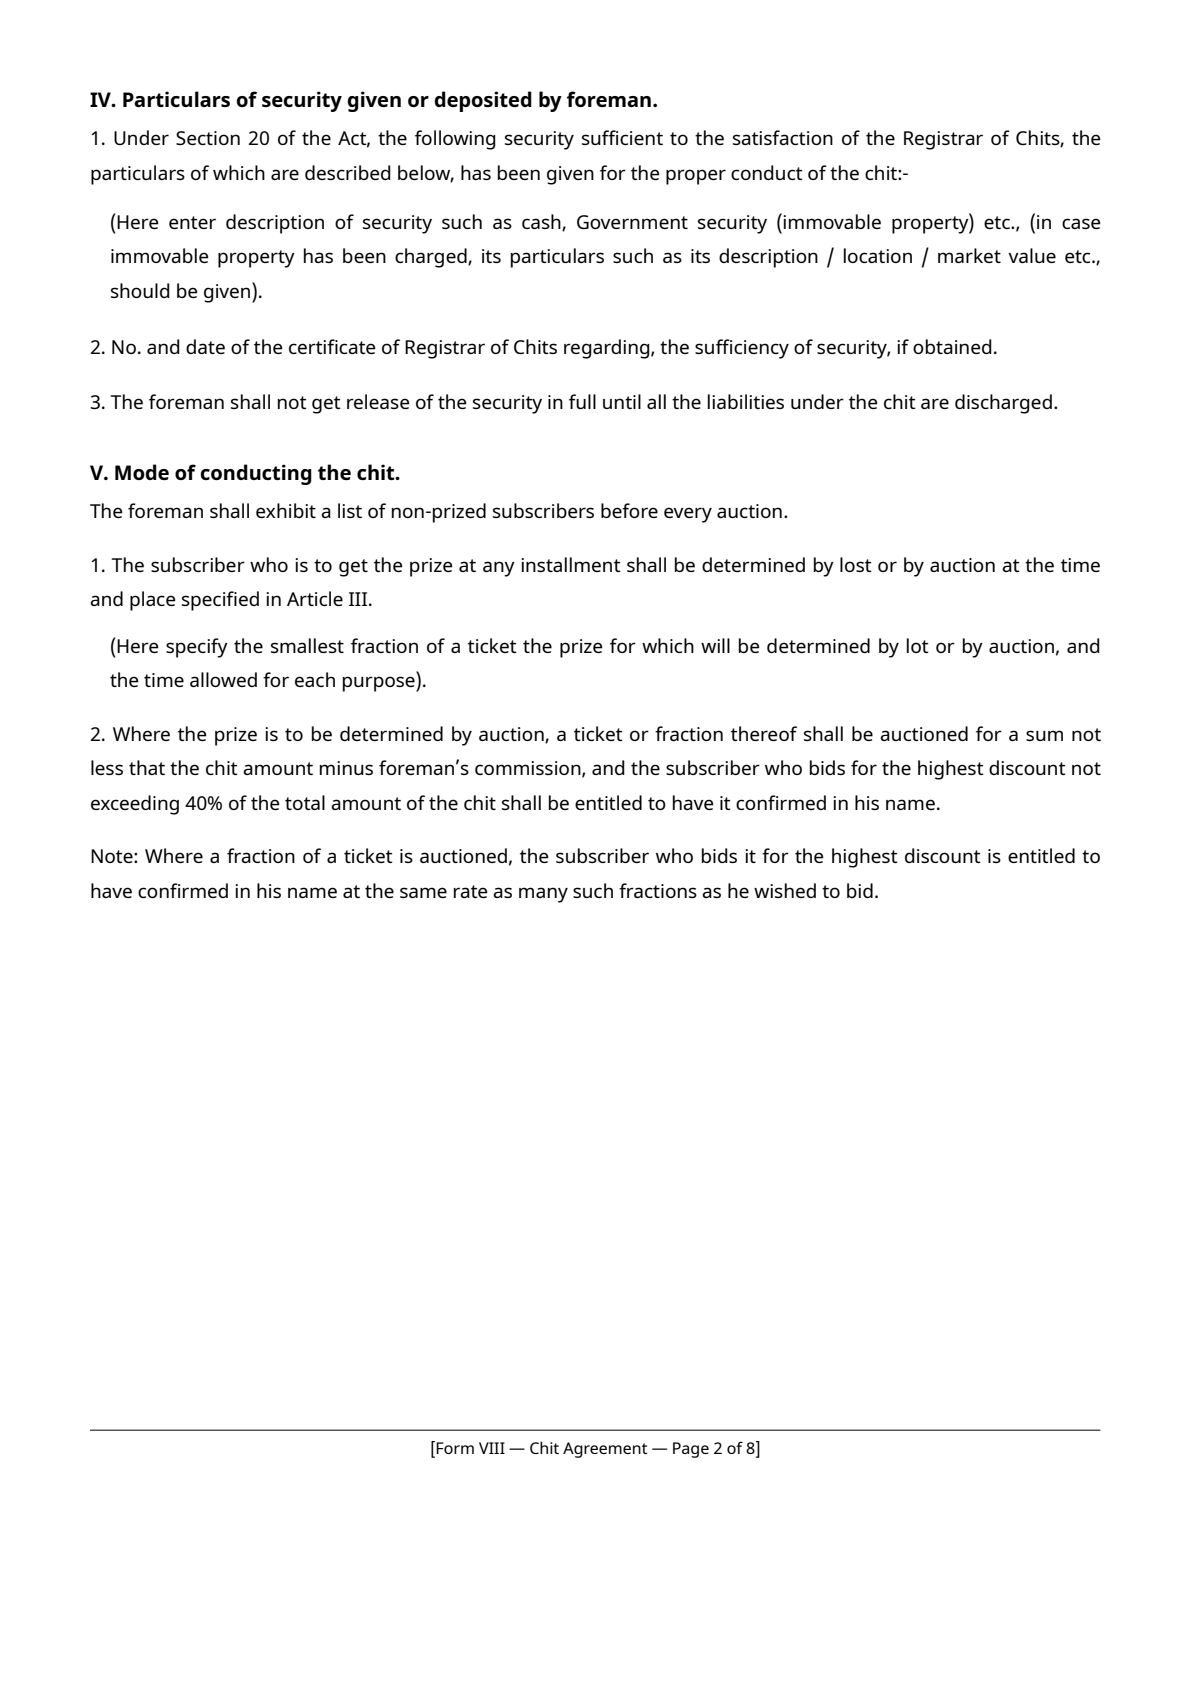 IV. Particulars of security given or deposited by foreman.
1. Under Section 20 of the Act, the following security sufficient to the satisfaction of the Registrar of Chits, the
particulars of which are described below, has been given for the proper conduct of the chit:-
(Here enter description of security such as cash, Government security (immovable property) etc., (in case
immovable property has been charged, its particulars such as its description / location / market value etc.,
should be given).
2. No. and date of the certificate of Registrar of Chits regarding, the sufficiency of security, if obtained.
3. The foreman shall not get release of the security in full until all the liabilities under the chit are discharged.
V. Mode of conducting the chit.
The foreman shall exhibit a list of non-prized subscribers before every auction.
1. The subscriber who is to get the prize at any installment shall be determined by lost or by auction at the time
and place specified in Article III.
(Here specify the smallest fraction of a ticket the prize for which will be determined by lot or by auction, and
the time allowed for each purpose).
2. Where the prize is to be determined by auction, a ticket or fraction thereof shall be auctioned for a sum not
less that the chit amount minus foreman’s commission, and the subscriber who bids for the highest discount not
exceeding 40% of the total amount of the chit shall be entitled to have it confirmed in his name.
Note: Where a fraction of a ticket is auctioned, the subscriber who bids it for the highest discount is entitled to
have confirmed in his name at the same rate as many such fractions as he wished to bid.
[Form VIII — Chit Agreement — Page 2 of 8]